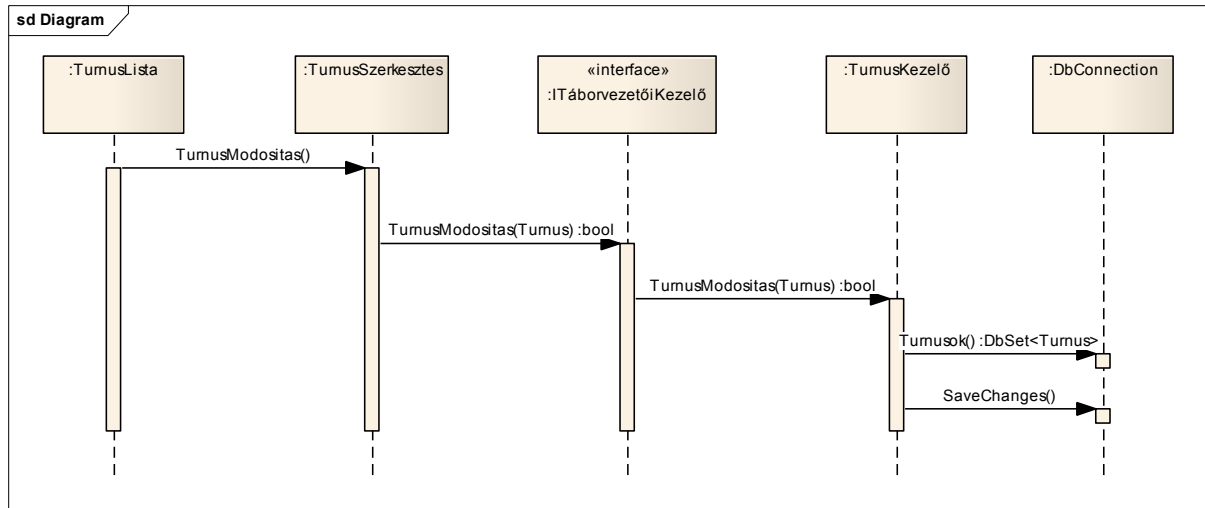 sd Diagram
:TurnusLista
:TurnusSzerkesztes
«interface»
:ITáborvezetőiKezelő
:TurnusKezelő
:DbConnection
TurnusModositas()
TurnusModositas(Turnus) :bool
TurnusModositas(Turnus) :bool
Turnusok() :DbSet<Turnus>
SaveChanges()